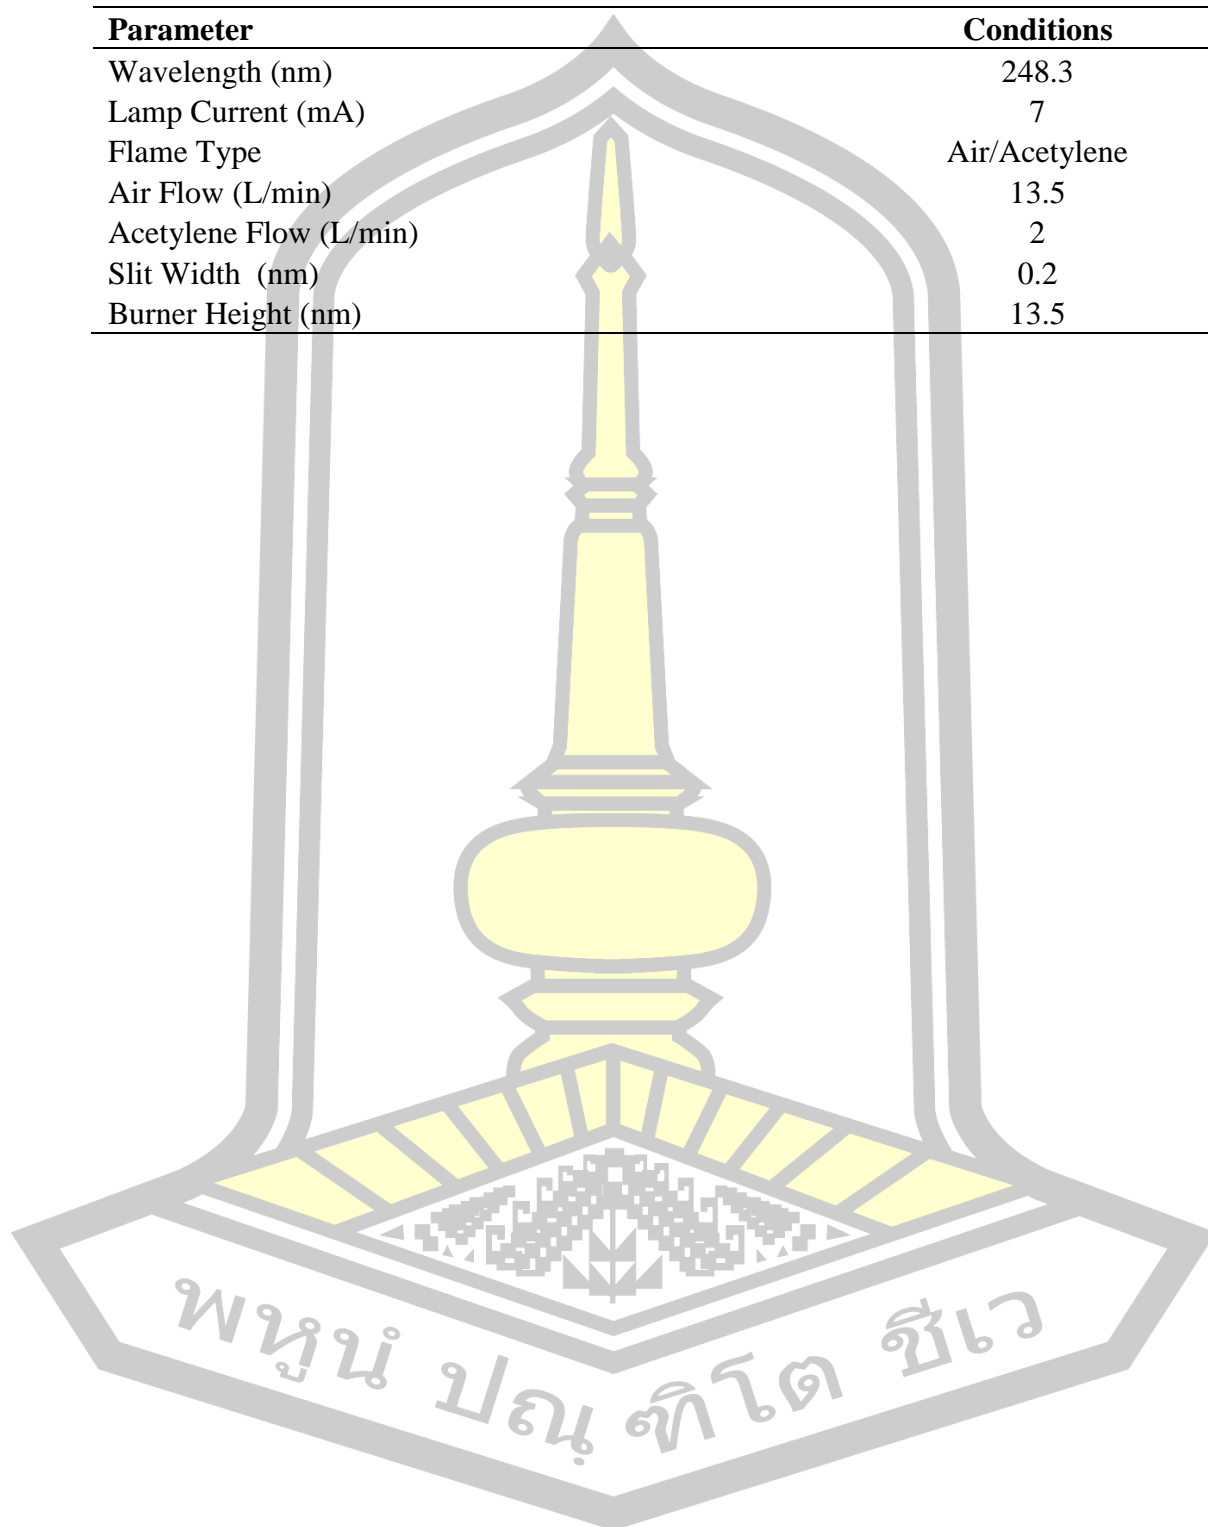 Parameter Conditions
Wavelength (nm) 248.3
Lamp Current (mA) 7
Flame Type Air/Acetylene
Air Flow (L/min) 13.5
Acetylene Flow (L/min) 2
Slit Width (nm) 0.2
Burner Height (nm) 13.5
พหูนํ ปณฺฑิโต ชีเว